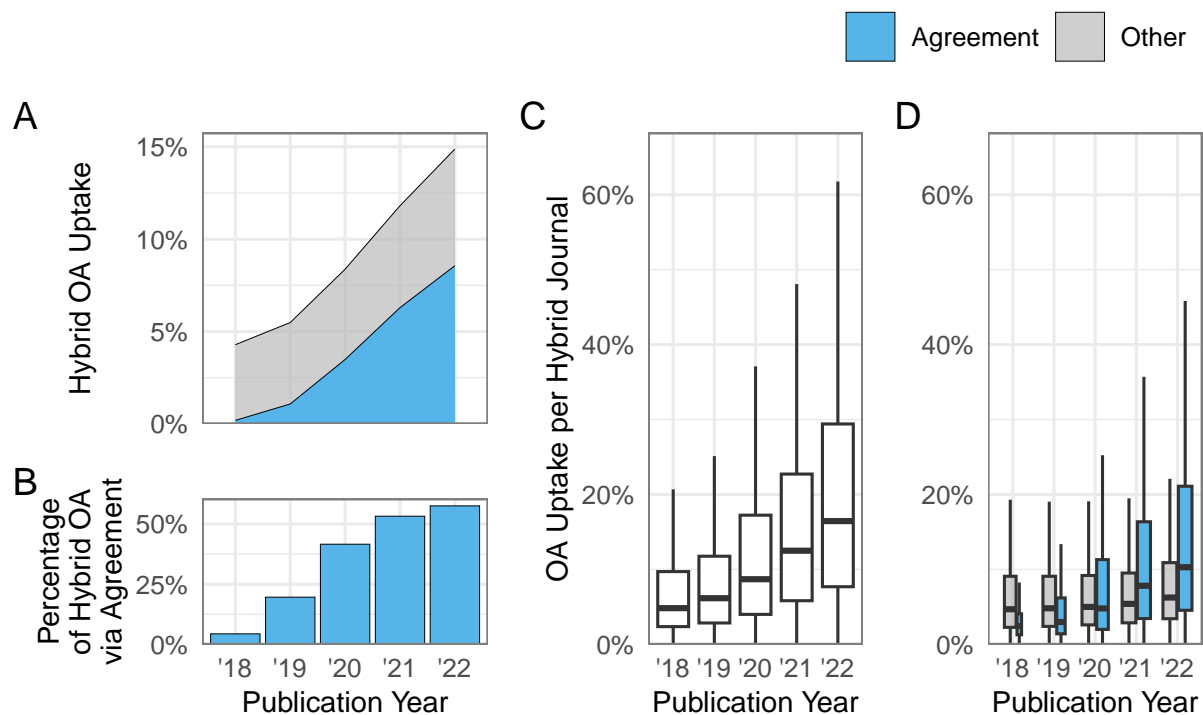 Agreement Other
A
Hybrid OA Uptake
15%
10%
5%
0%
B
Percentage
of Hybrid OA
via Agreement
50%
25%
0%
'18 '19 '20 '21 '22
Publication Year
C
OA Uptake per Hybrid Journal
60%
40%
20%
0%
'18 '19 '20 '21 '22
Publication Year
D
60%
40%
20%
0%
'18 '19 '20 '21 '22
Publication Year